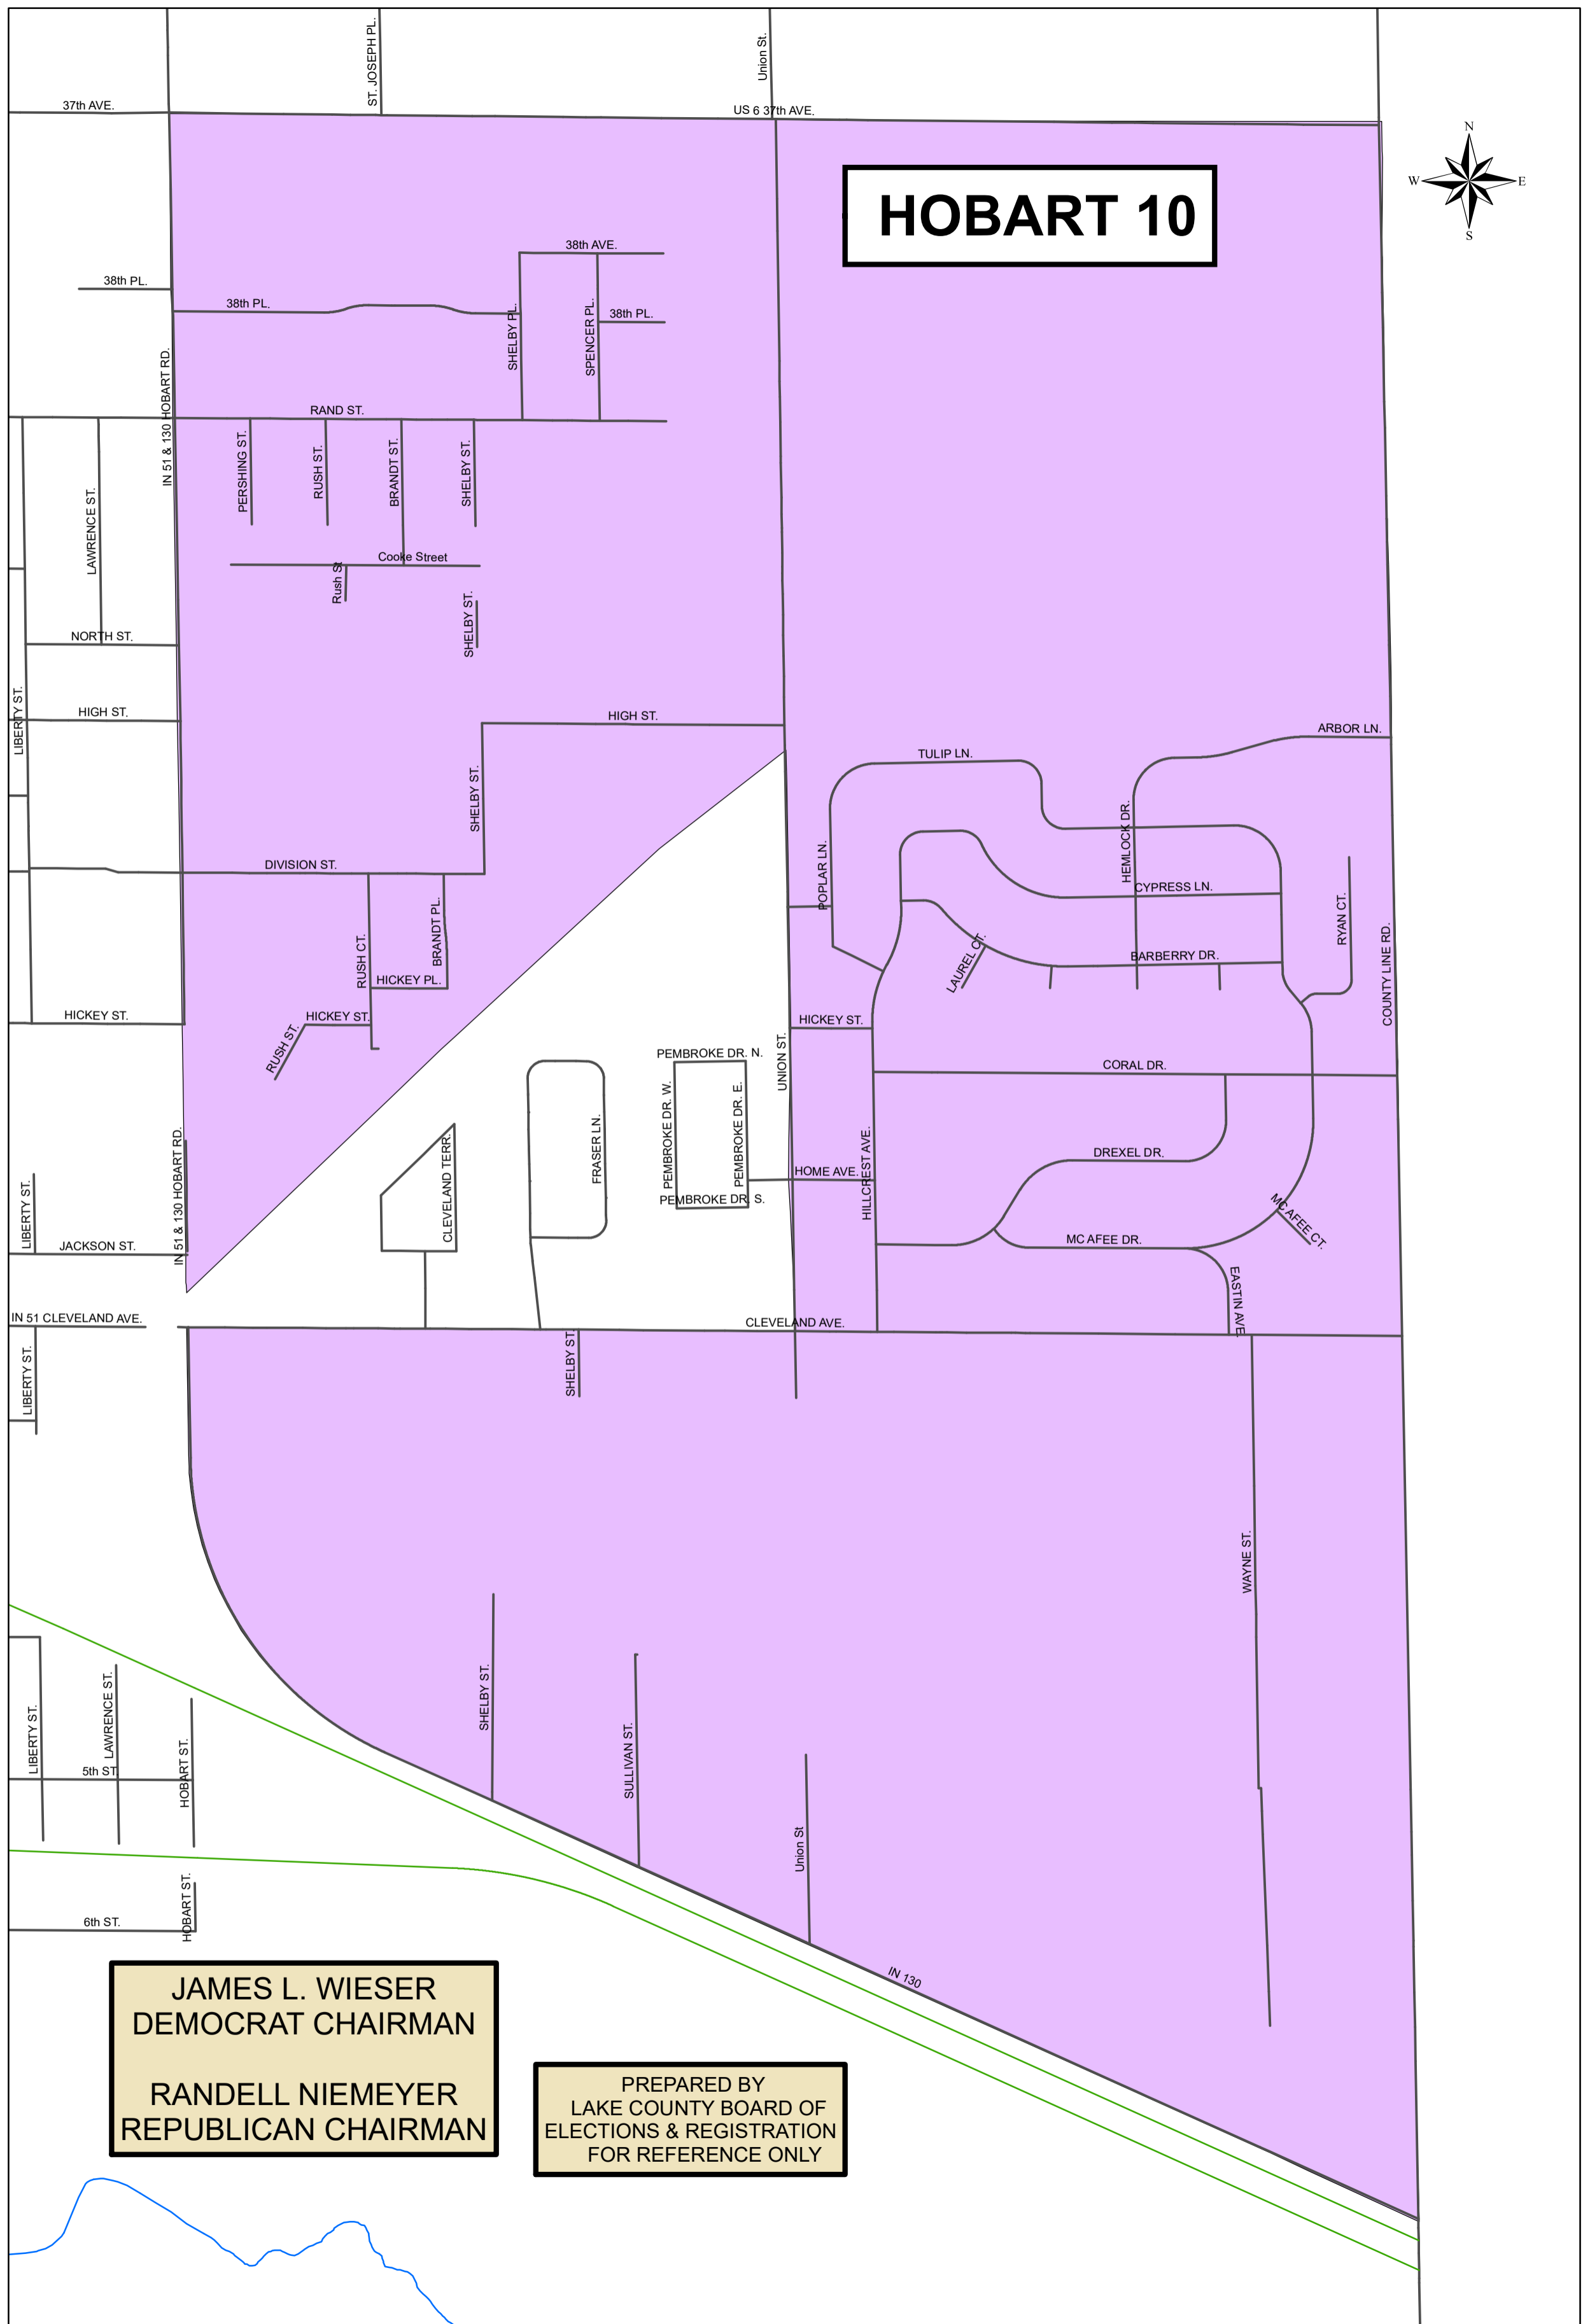 ST. JOSEPH PL.
Union St.
37th AVE.
US 6 37th AVE.
N
W
E
S
HOBART 10
38th AVE.
38th PL.
38th PL.
SHELBY PL.
SPENCER PL.
38th PL.
IN 51 & 130 HOBART RD.
RAND ST.
PERSHING ST.
RUSH ST.
BRANDT ST.
SHELBY ST.
LAWRENCE ST.
Cooke Street
Rush St
SHELBY ST.
NORTH ST.
LIBERTY ST.
HIGH ST.
HIGH ST.
ARBOR LN.
TULIP LN.
SHELBY ST.
POPLAR LN.
HEMLOCK DR.
DIVISION ST.
CYPRESS LN.
RYAN CT.
COUNTY LINE RD.
RUSH CT.
BRANDT PL.
LAUREL CT.
BARBERRY DR.
HICKEY PL.
HICKEY ST.
HICKEY ST.
RUSH ST.
HICKEY ST.
UNION ST.
PEMBROKE DR. N.
PEMBROKE DR. W.
PEMBROKE DR. E.
CORAL DR.
FRASER LN.
CLEVELAND TERR.
HILLCREST AVE.
DREXEL DR.
HOME AVE.
PEMBROKE DR. S.
IN 51 & 130 HOBART RD.
LIBERTY ST.
JACKSON ST.
MC AFEE CT.
MC AFEE DR.
EASTIN AVE.
IN 51 CLEVELAND AVE.
CLEVELAND AVE.
LIBERTY ST.
SHELBY ST.
WAYNE ST.
SHELBY ST.
SULLIVAN ST.
Union St
LIBERTY ST.
LAWRENCE ST.
HOBART ST.
5th ST.
HOBART ST.
6th ST.
IN 130
JAMES L. WIESER
DEMOCRAT CHAIRMAN
RANDELL NIEMEYER
REPUBLICAN CHAIRMAN
PREPARED BY
LAKE COUNTY BOARD OF
ELECTIONS & REGISTRATION
FOR REFERENCE ONLY